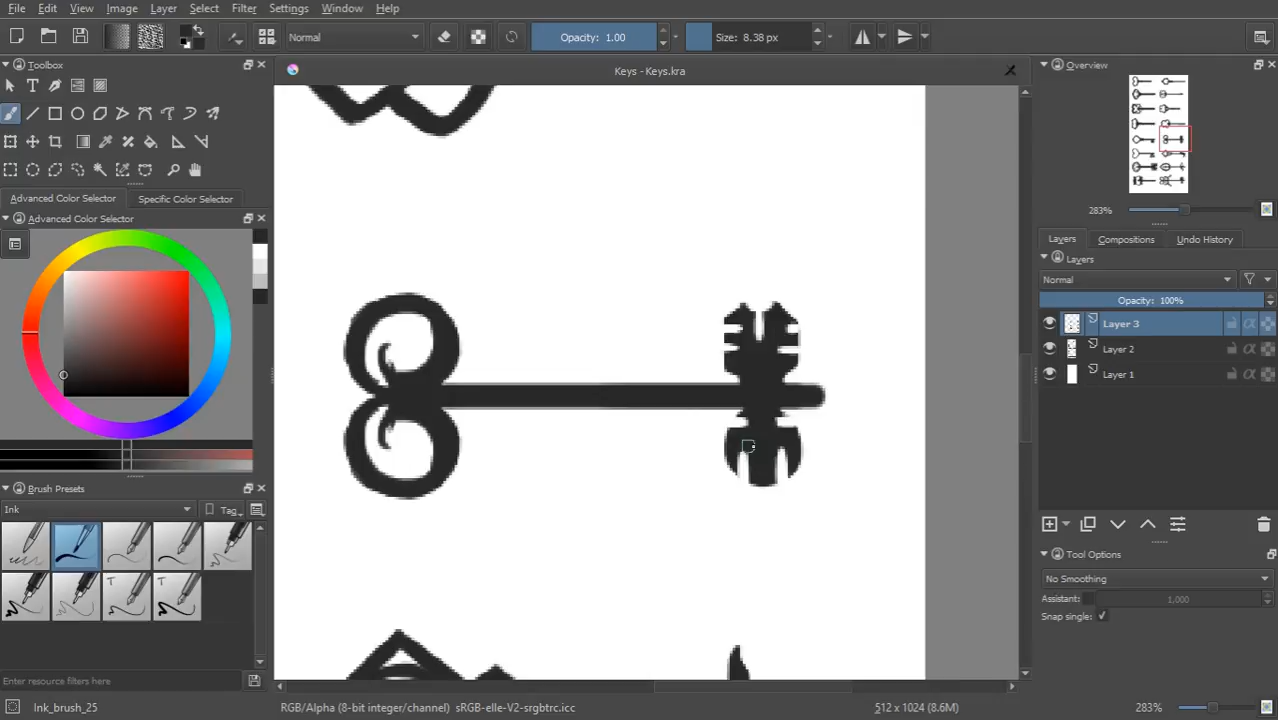 File Edit View Image Layer Select Filter Settings Window Help
Normal Opacity: 1.00 Size: 8.38 px
Toolbox Keys - Keys.kra Overview
Advanced Color Selector Specific Color Selector
Advanced Color Selector
283%
Layers Compositions Undo History
Layers
Normal
Opacity: 100%
Layer 3
Layer 2
Layer 1
Brush Presets
Ink Tag
T T
Tool Options
No Smoothing
Assistant: 1,000
Snap single:
Enter resource filters here
Ink_brush_25 RGB/Alpha (8-bit integer/channel) sRGB-elle-V2-srgbtrc.icc 512 x 1024 (8.6M) 283%